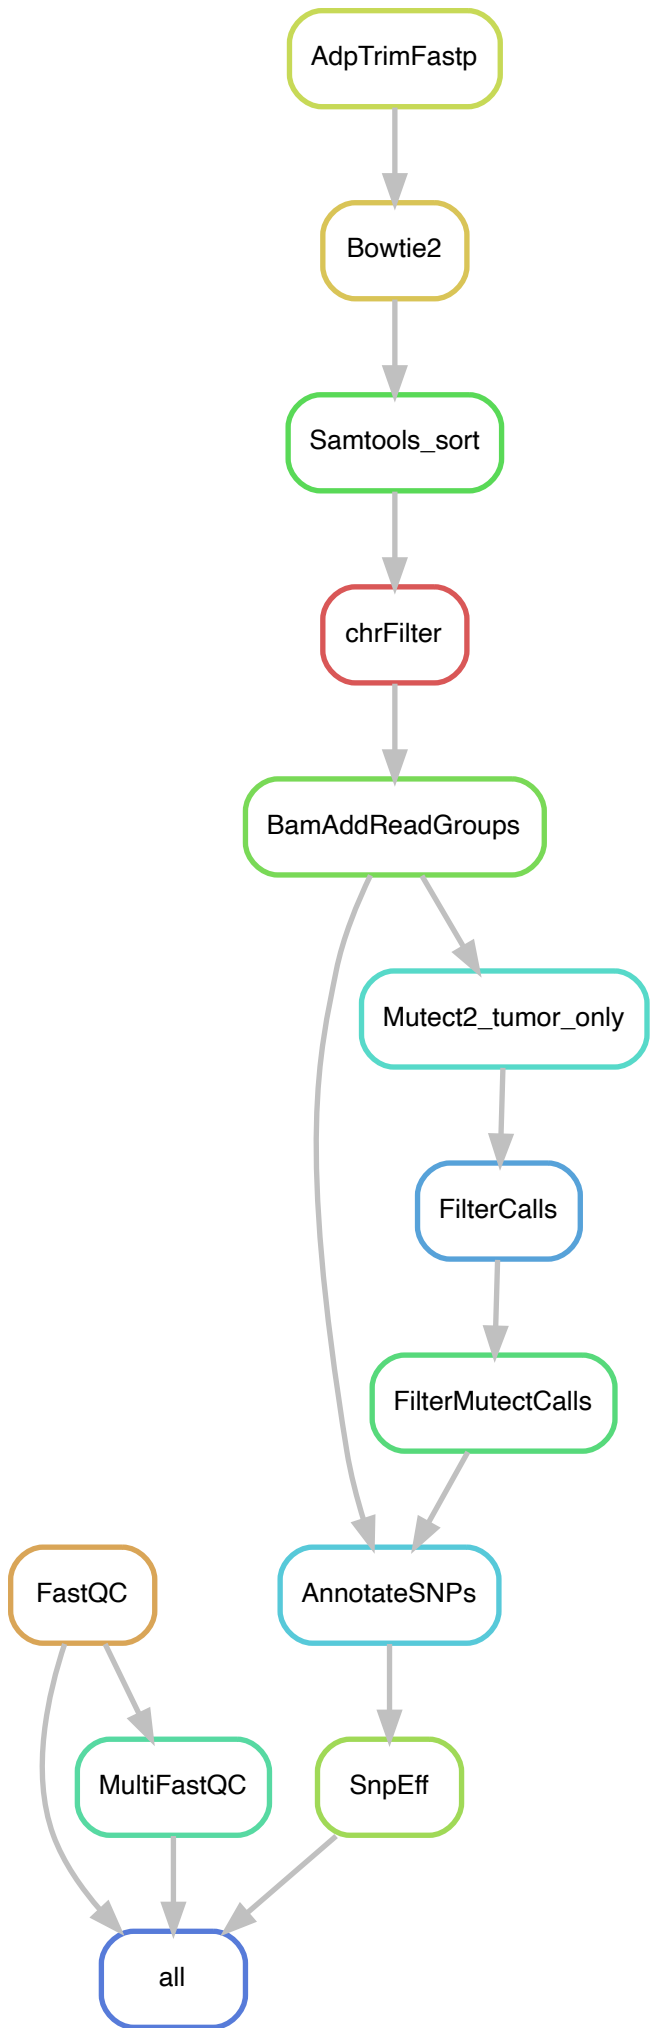 AdpTrimFastp
Bowtie2
Samtools_sort
chrFilter
BamAddReadGroups
Mutect2_tumor_only
FilterCalls
FilterMutectCalls
FastQC
AnnotateSNPs
MultiFastQC
SnpEff
all